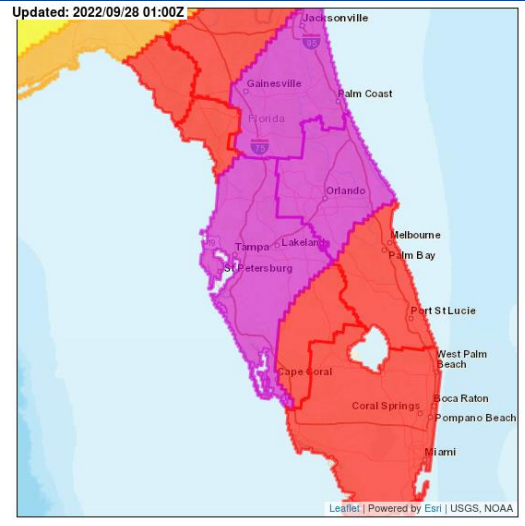 Updated: 2022/09/28 01:00Z
Jacksonville
95
Gainesville
Palm Coast
Florida
75
Orlando
Melbourne
Tampa
Lakeland
Palm Bay
St Petersburg
Port St Lucie
West Palm
Beach
Cape Coral
Boca Raton
Coral Springs
Pompano Beach
Miami
Leaflet | Powered by Esri | USGS, NOAA